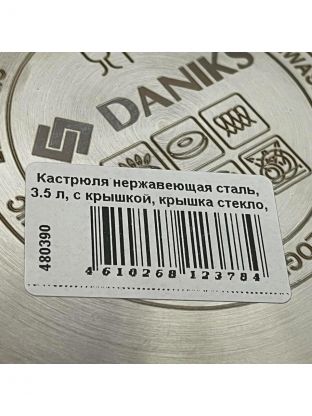 DANIKS
Кастрюля нержавеющая сталь,
3.5 л, с крышкой, крышка стекло,
480390
4 610268 123784